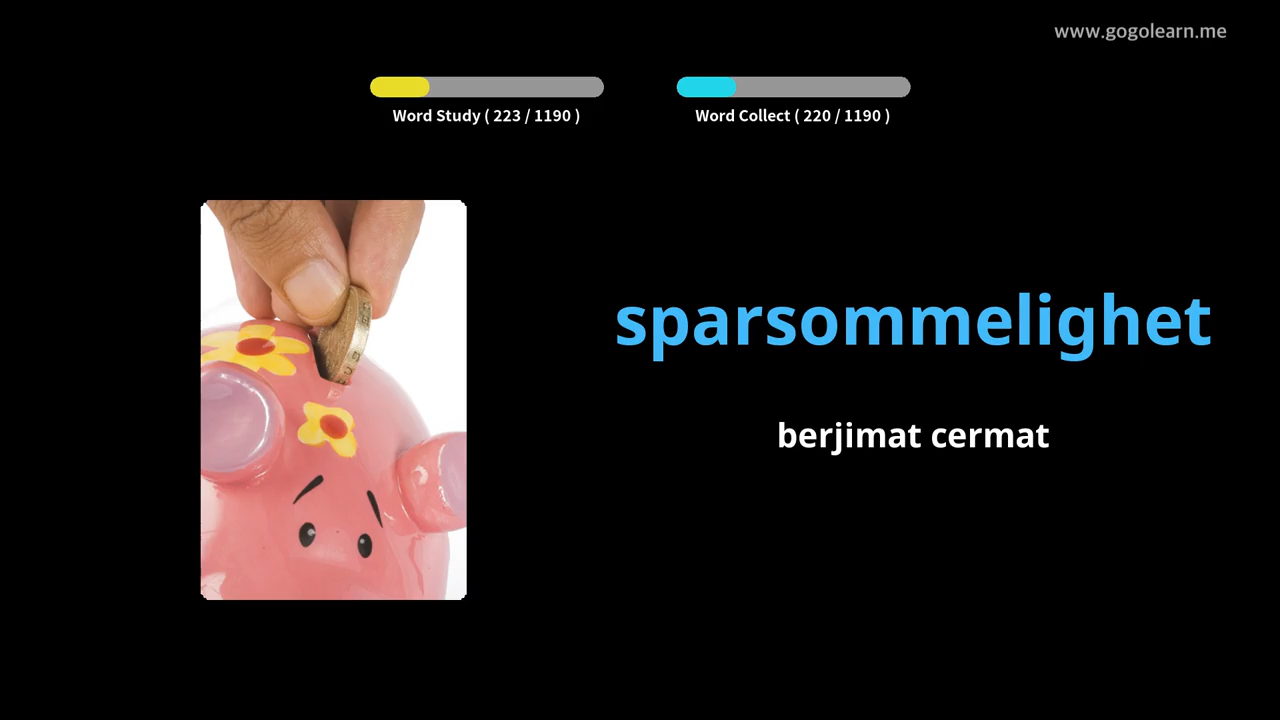 www.gogolearn.me
Word Study ( 223 / 1190 )
Word Collect ( 220 / 1190 )
sparsommelighet
berjimat cermat